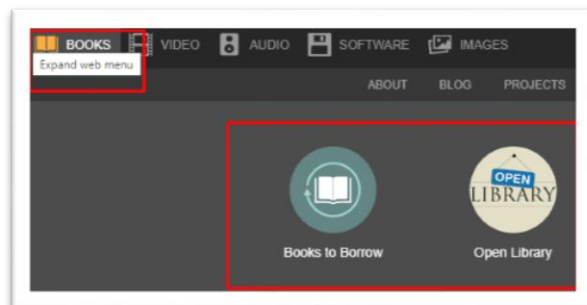 BOOKS VIDEO AUDIO SOFTWARE IMAGES
Expand web menu
ABOUT BLOG PROJECTS
OPEN
LIBRARY
Books to Borrow Open Library